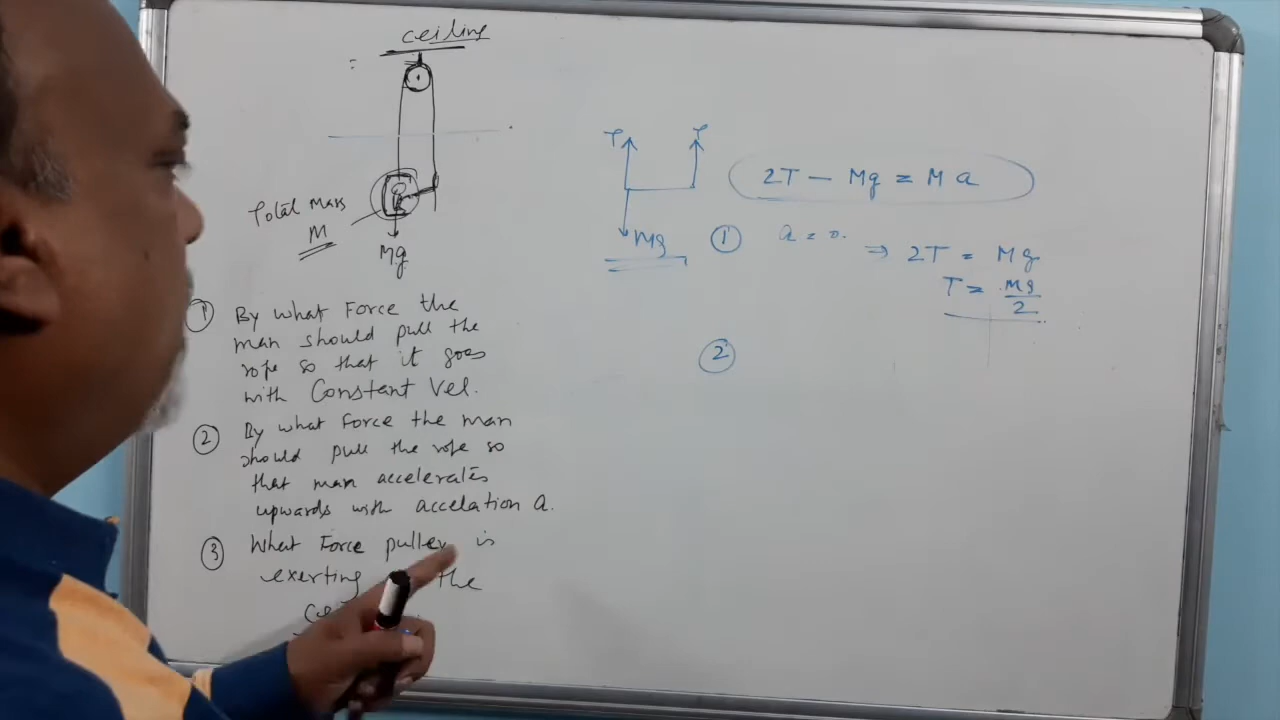 ceiling
Total Mass
M
Mg
① By what Force the
man should pull the
rope so that it goes
with Constant Vel.
② By what Force the man
should pull the rope so
that man accelerates
upwards with accelation a.
③ What Force pulley is
exerting the
T T
Mg
2T - Mg = Ma
① a = 0.
⇒ 2T = Mg
T = Mg/2
②